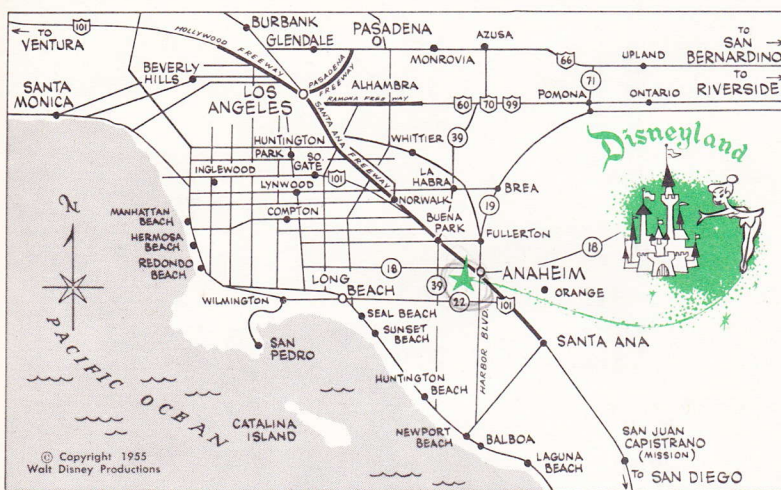 TO
VENTURA
101
HOLLYWOOD FREEWAY
BURBANK
GLENDALE
PASADENA
PASADENA FREEWAY
MONROVIA
AZUSA
66
UPLAND
TO
SAN
BERNARDINO
71
TO
RIVERSIDE
BEVERLY
HILLS
SANTA
MONICA
LOS
ANGELES
ALHAMBRA
RAMONA FREEWAY
60
70
99
POMONA
ONTARIO
SANTA ANA FREEWAY
39
WHITTIER
HUNTINGTON
PARK
SO.
GATE
101
INGLEWOOD
LYNWOOD
NORWALK
COMPTON
LA
HABRA
BREA
19
BUENA
PARK
FULLERTON
18
Disneyland
MANHATTAN
BEACH
HERMOSA
BEACH
REDONDO
BEACH
N
18
39
ANAHEIM
ORANGE
22
101
WILMINGTON
LONG
BEACH
SEAL BEACH
SUNSET
BEACH
SAN
PEDRO
HARBOR BLVD.
SANTA ANA
HUNTINGTON
BEACH
PACIFIC OCEAN
CATALINA
ISLAND
NEWPORT
BEACH
BALBOA
LAGUNA
BEACH
SAN JUAN
CAPISTRANO
(MISSION)
TO SAN DIEGO
© Copyright 1955
Walt Disney Productions